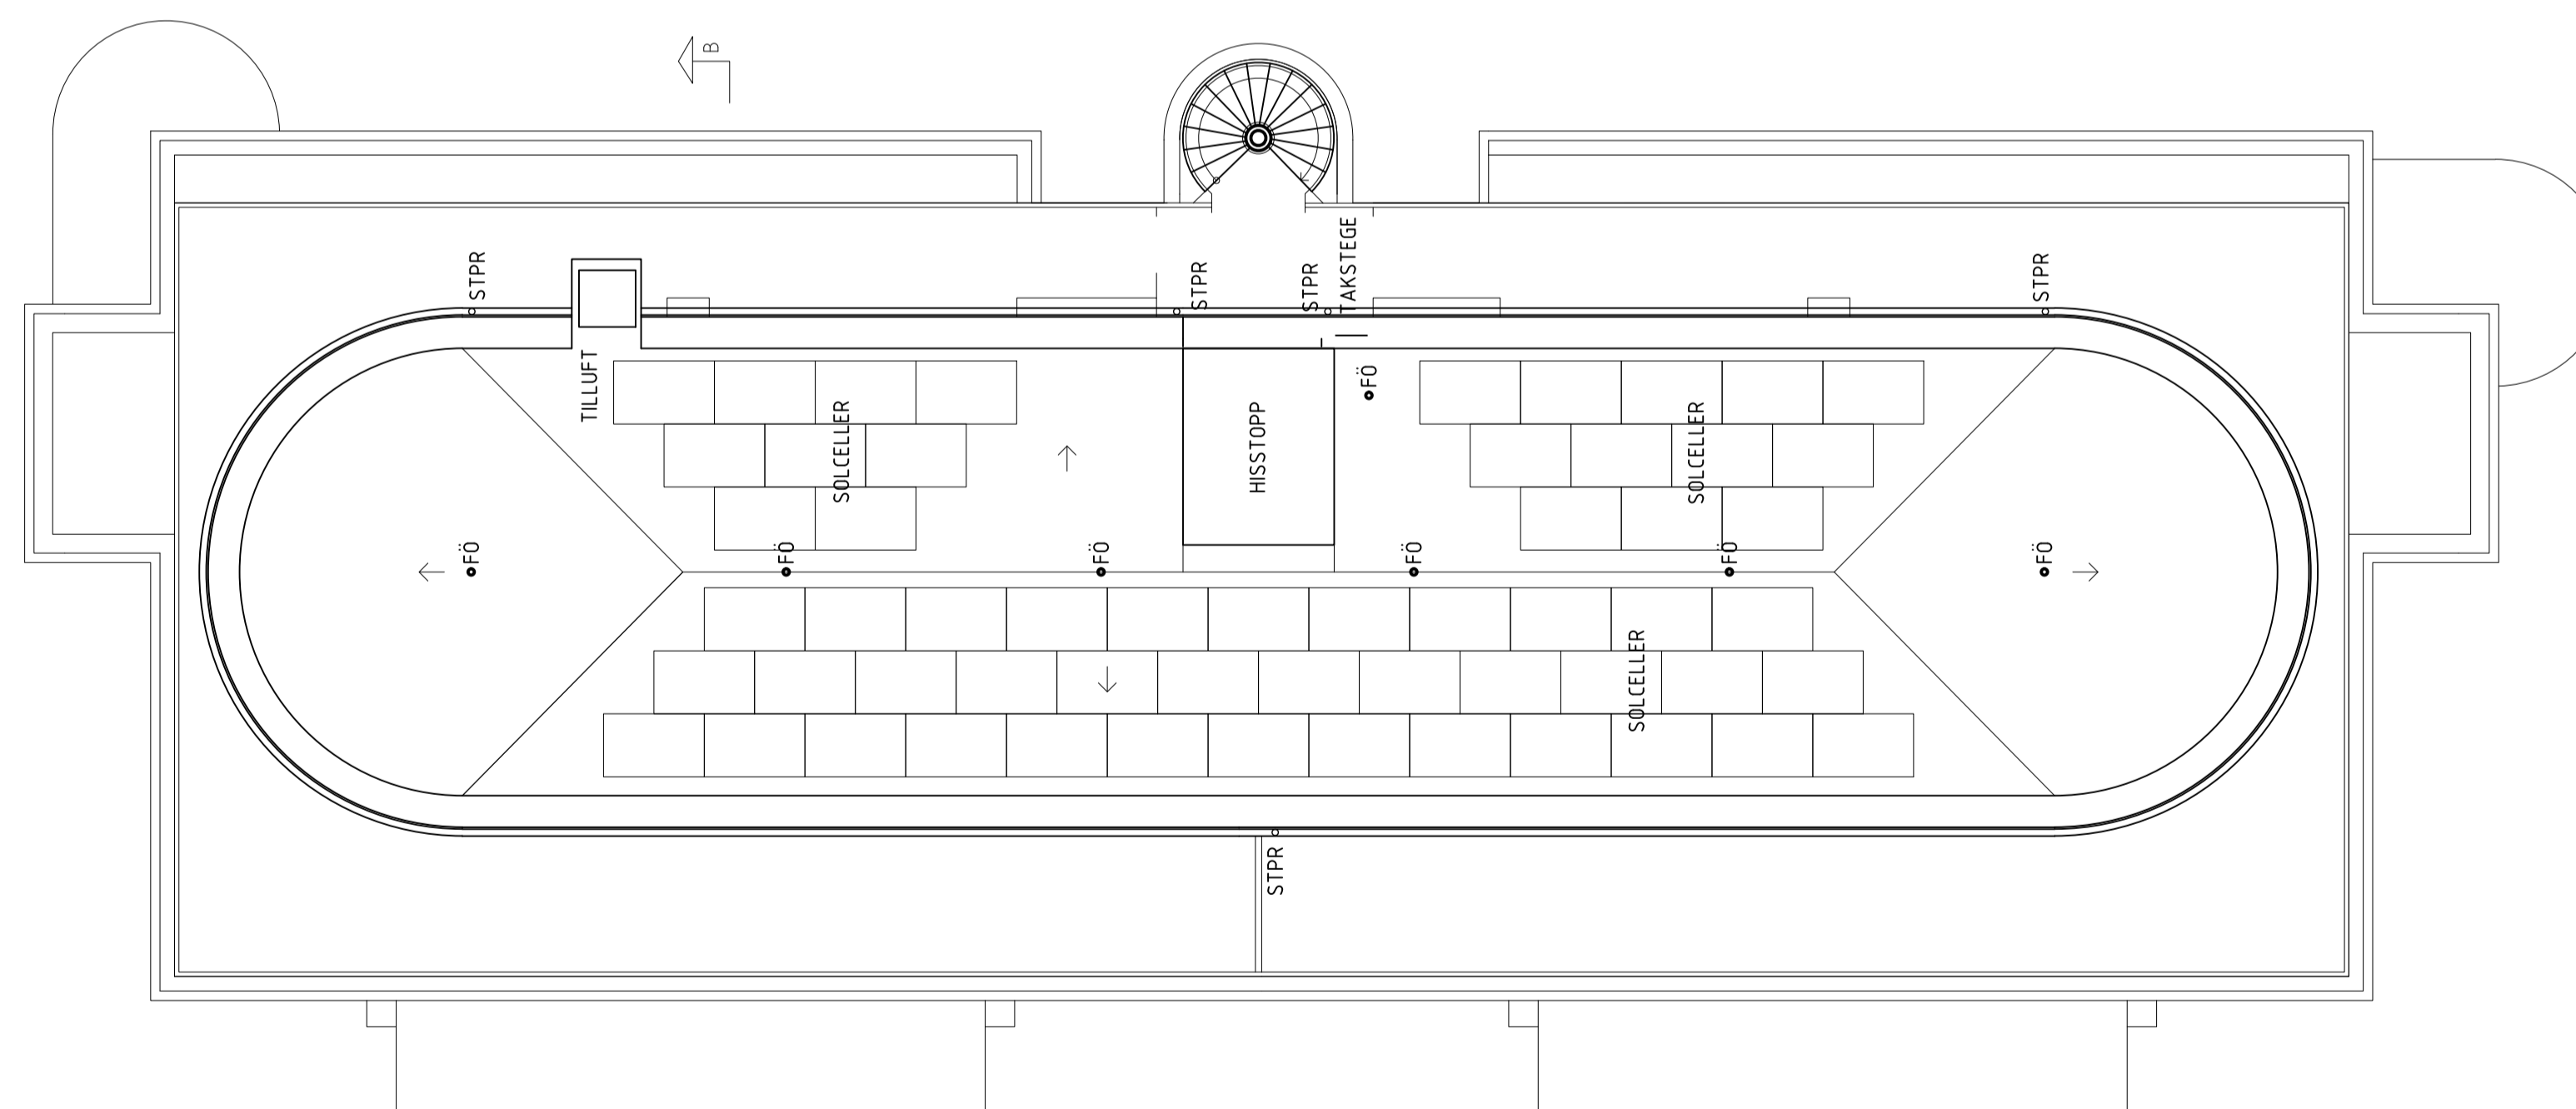 B
STPR
STPR
STPR
TAKSTEGE
STPR
TILLUFT
SOLCELLER
HISSTOPP
FÖ
SOLCELLER
FÖ
FÖ
FÖ
FÖ
FÖ
FÖ
SOLCELLER
STPR